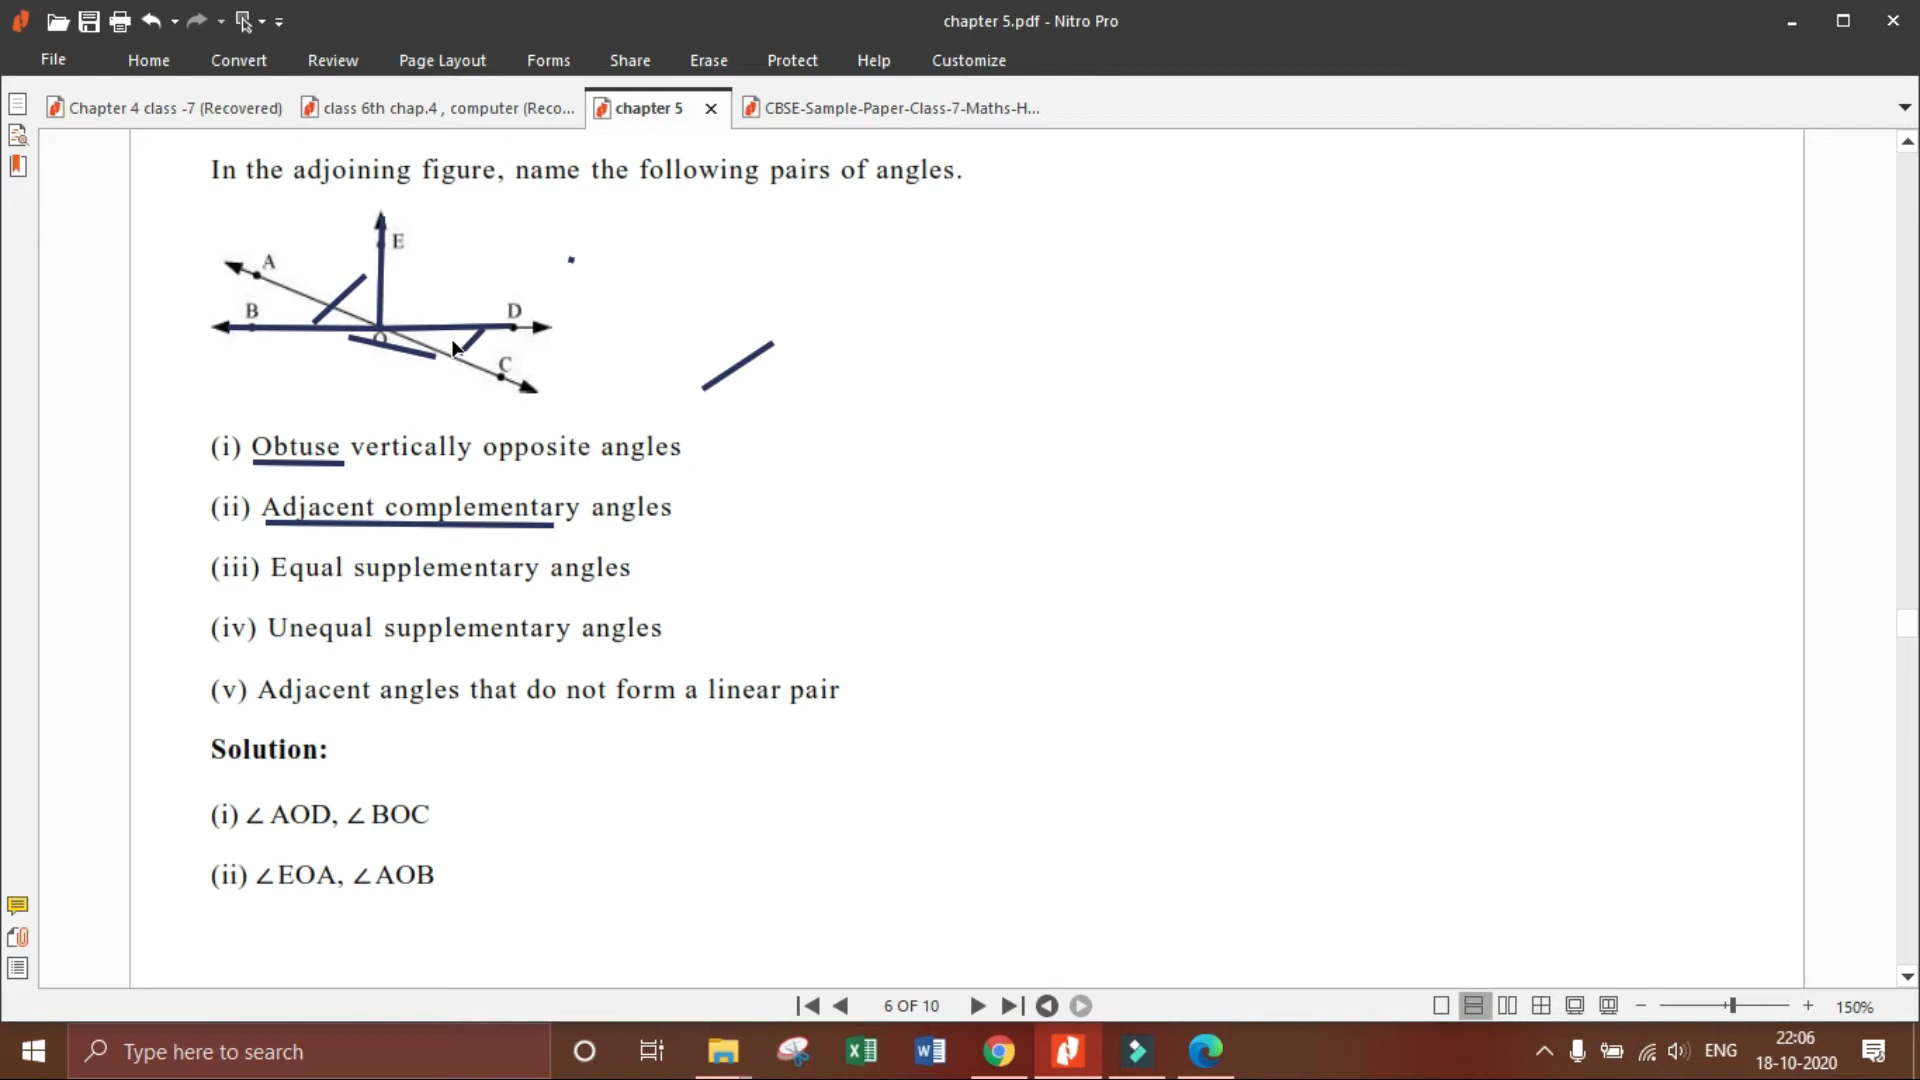 chapter 5.pdf - Nitro Pro
File Home Convert Review Page Layout Forms Share Erase Protect Help Customize
Chapter 4 class -7 (Recovered) class 6th chap.4 , computer (Reco... chapter 5 CBSE-Sample-Paper-Class-7-Maths-H...
In the adjoining figure, name the following pairs of angles.
E
A
B
D
O
C
(i) Obtuse vertically opposite angles
(ii) Adjacent complementary angles
(iii) Equal supplementary angles
(iv) Unequal supplementary angles
(v) Adjacent angles that do not form a linear pair
Solution:
(i) ∠ AOD, ∠ BOC
(ii) ∠EOA, ∠AOB
6 OF 10
150%
Type here to search
ENG
22:06
18-10-2020